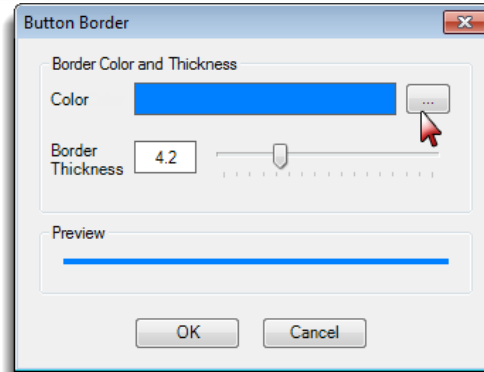 Button Border
Border Color and Thickness
Color
...
Border
Thickness
4.2
Preview
OK
Cancel